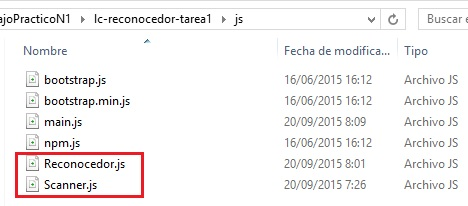 ajoPracticoN1 › lc-reconocedor-tarea1 › js
Buscar e
Nombre
Fecha de modifica...
Tipo
bootstrap.js 16/06/2015 16:12 Archivo JS
bootstrap.min.js 16/06/2015 16:12 Archivo JS
main.js 20/09/2015 8:09 Archivo JS
npm.js 16/06/2015 16:12 Archivo JS
Reconocedor.js 20/09/2015 8:01 Archivo JS
Scanner.js 20/09/2015 7:26 Archivo JS